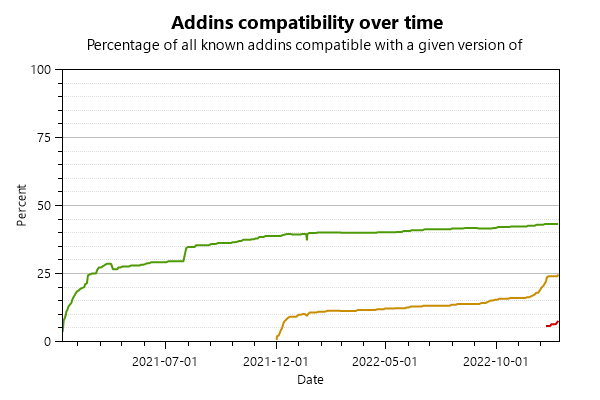 Addins compatibility over time
Percentage of all known addins compatible with a given version of
100
75
50
25
0
Percent
2021-07-01
2021-12-01
2022-05-01
2022-10-01
Date